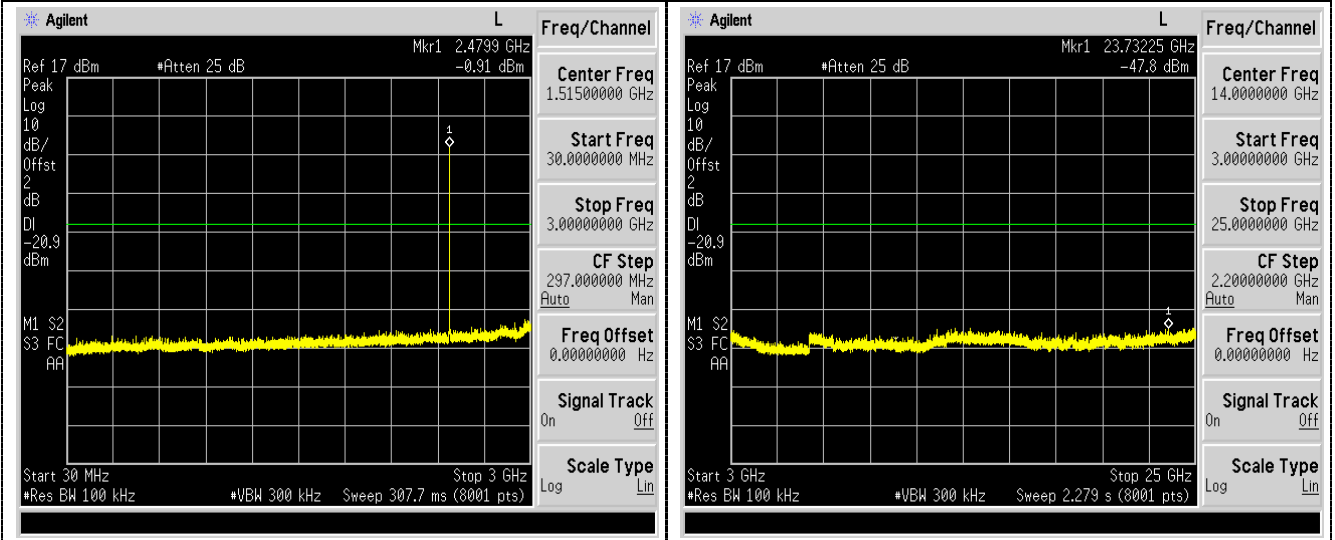 Agilent
L
Mkr1 2.4799 GHz
Ref 17 dBm #Atten 25 dB -0.91 dBm
Peak
Log
10
dB/
Offst
2
dB
DI
-20.9
dBm
M1 S2
S3 FC
AA
1
Start 30 MHz Stop 3 GHz
#Res BW 100 kHz #VBW 300 kHz Sweep 307.7 ms (8001 pts)
Freq/Channel
Center Freq
1.51500000 GHz
Start Freq
30.0000000 MHz
Stop Freq
3.00000000 GHz
CF Step
297.000000 MHz
Auto Man
Freq Offset
0.00000000 Hz
Signal Track
On Off
Scale Type
Log Lin
Agilent
L
Mkr1 23.73225 GHz
Ref 17 dBm #Atten 25 dB -47.8 dBm
Peak
Log
10
dB/
Offst
2
dB
DI
-20.9
dBm
M1 S2
S3 FC
AA
1
Start 3 GHz Stop 25 GHz
#Res BW 100 kHz #VBW 300 kHz Sweep 2.279 s (8001 pts)
Freq/Channel
Center Freq
14.0000000 GHz
Start Freq
3.00000000 GHz
Stop Freq
25.0000000 GHz
CF Step
2.20000000 GHz
Auto Man
Freq Offset
0.00000000 Hz
Signal Track
On Off
Scale Type
Log Lin